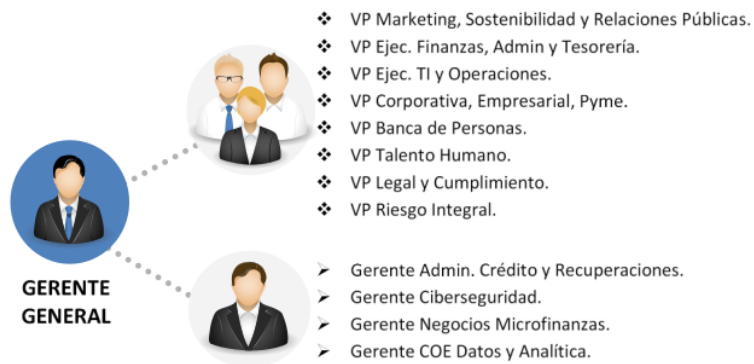 VP Marketing, Sostenibilidad y Relaciones Públicas.
VP Ejec. Finanzas, Admin y Tesorería.
VP Ejec. TI y Operaciones.
VP Corporativa, Empresarial, Pyme.
VP Banca de Personas.
VP Talento Humano.
VP Legal y Cumplimiento.
VP Riesgo Integral.
GERENTE
GENERAL
Gerente Admin. Crédito y Recuperaciones.
Gerente Ciberseguridad.
Gerente Negocios Microfinanzas.
Gerente COE Datos y Analítica.